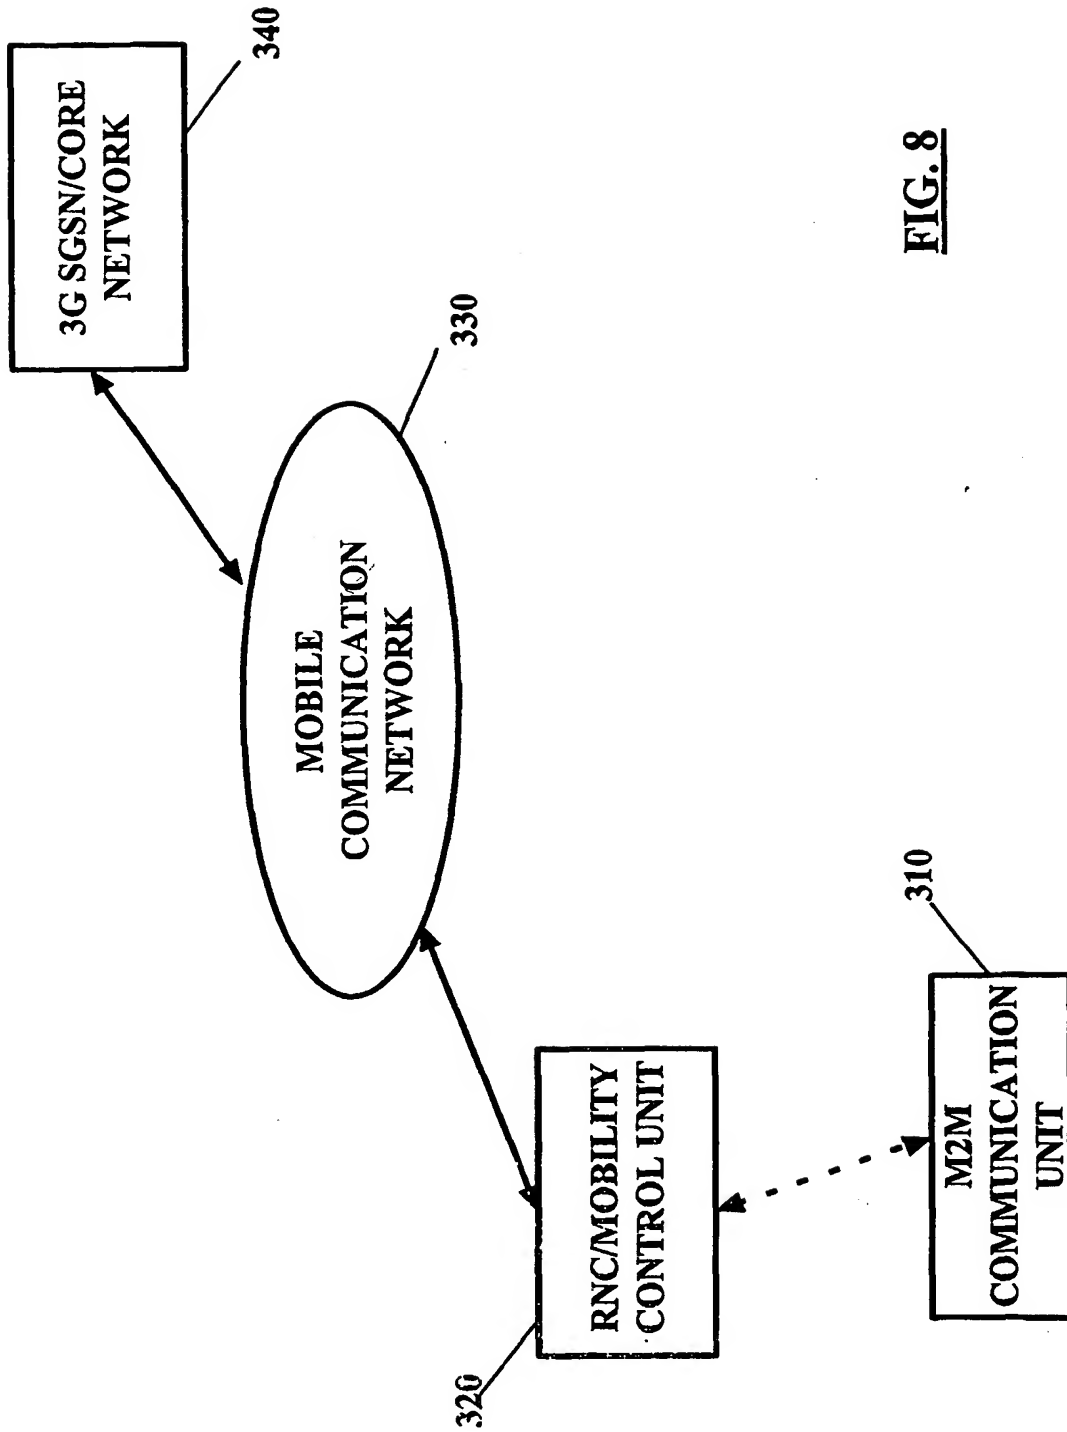 340
3G SGSN/CORE
NETWORK
330
MOBILE
COMMUNICATION
NETWORK
320
RNC/MOBILITY
CONTROL UNIT
310
M2M
COMMUNICATION
UNIT
FIG. 8